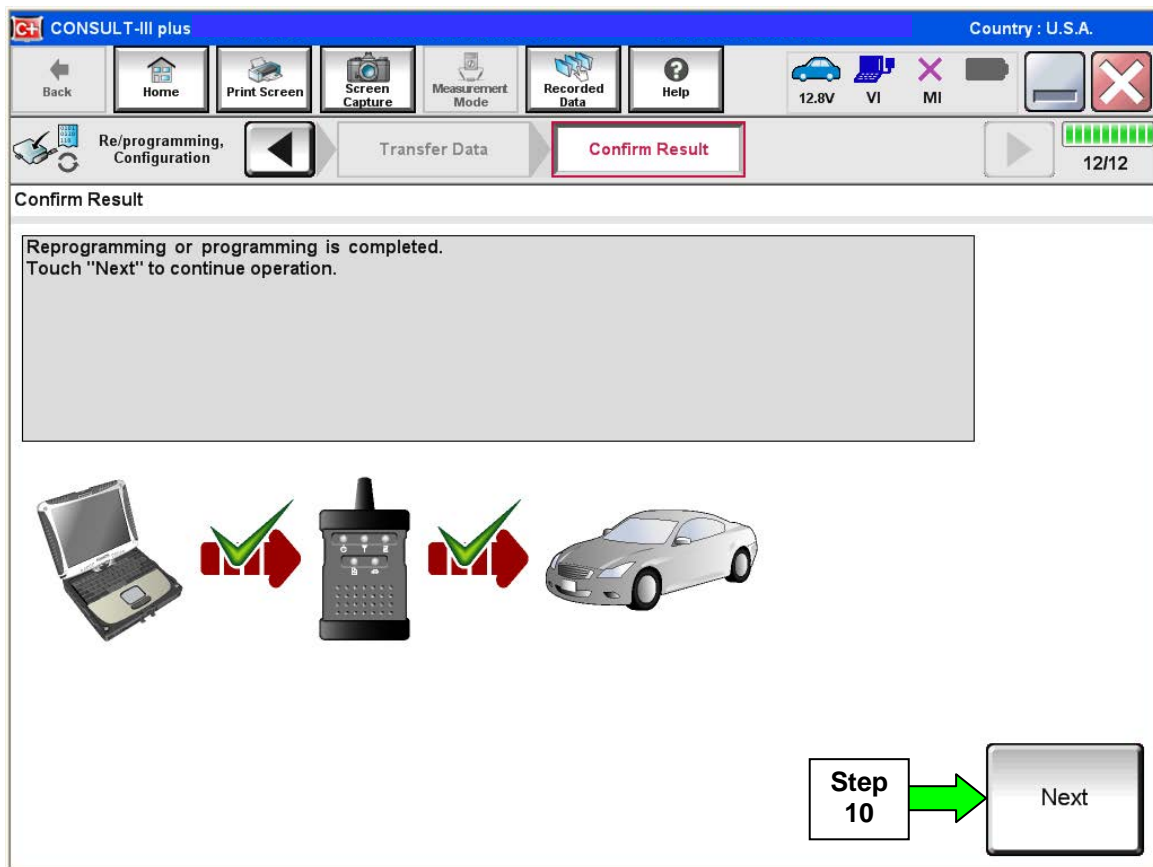 C+ CONSULT-III plus
Country : U.S.A.
Back
Home
Print Screen
Screen
Capture
Measurement
Mode
Recorded
Data
?
Help
12.8V
VI
MI
Re/programming,
Configuration
Transfer Data
Confirm Result
12/12
Confirm Result
Reprogramming or programming is completed.
Touch "Next" to continue operation.
Step
10
Next